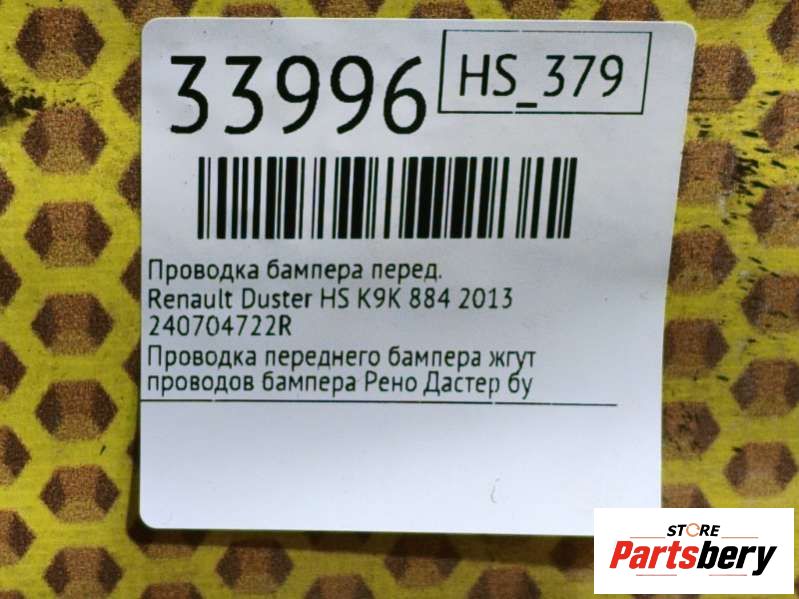 33996
HS_379
Проводка бампера перед.
Renault Duster HS K9K 884 2013
240704722R
Проводка переднего бампера жгут
проводов бампера Рено Дастер бу
STORE
Partsbery